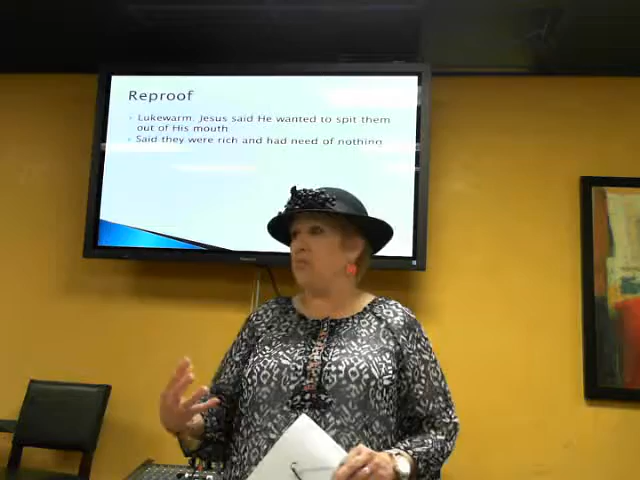 Reproof
Lukewarm. Jesus said He wanted to spit them
out of His mouth
Said they were rich and had need of nothing